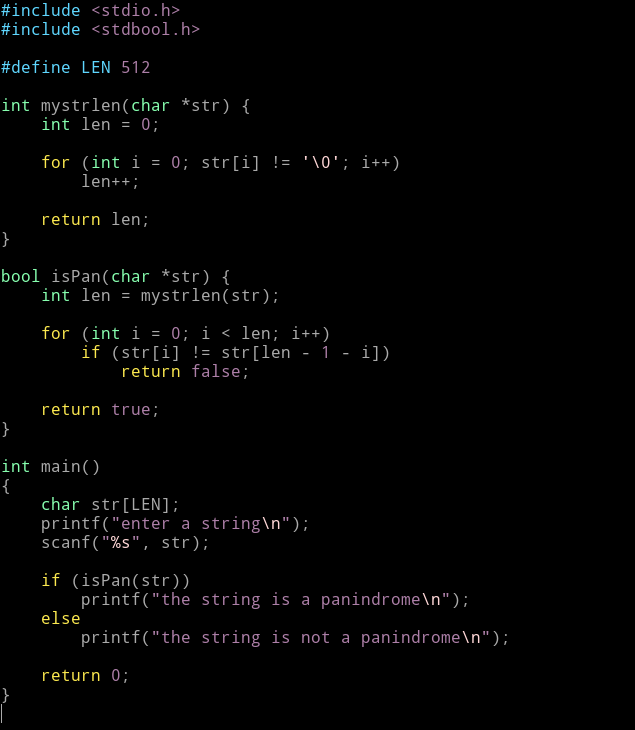 #include <stdio.h>
#include <stdbool.h>

#define LEN 512

int mystrlen(char *str) {
    int len = 0;

    for (int i = 0; str[i] != '\0'; i++)
        len++;

    return len;
}

bool isPan(char *str) {
    int len = mystrlen(str);

    for (int i = 0; i < len; i++)
        if (str[i] != str[len - 1 - i])
            return false;

    return true;
}

int main()
{
    char str[LEN];
    printf("enter a string\n");
    scanf("%s", str);

    if (isPan(str))
        printf("the string is a panindrome\n");
    else
        printf("the string is not a panindrome\n");

    return 0;
}